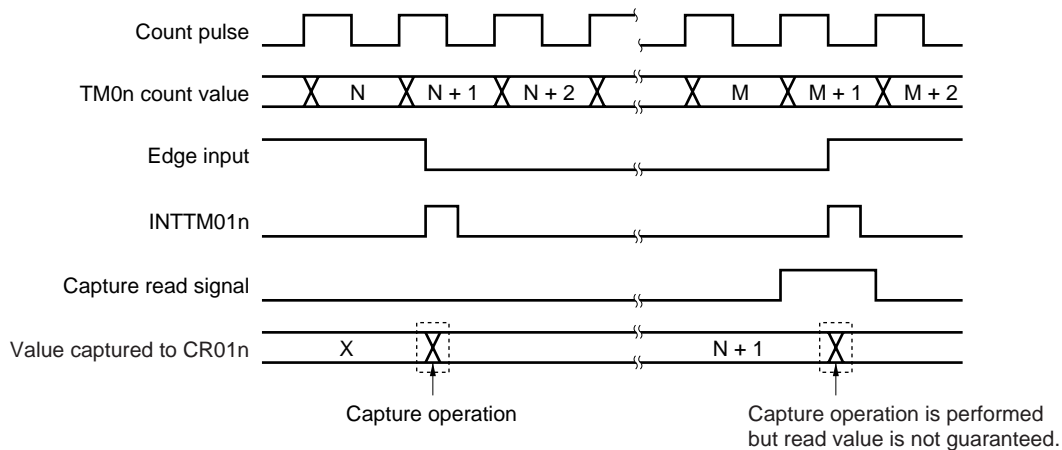 Count pulse
TM0n count value
N
N + 1
N + 2
M
M + 1
M + 2
Edge input
INTTM01n
Capture read signal
Value captured to CR01n
X
N + 1
Capture operation
Capture operation is performed
but read value is not guaranteed.